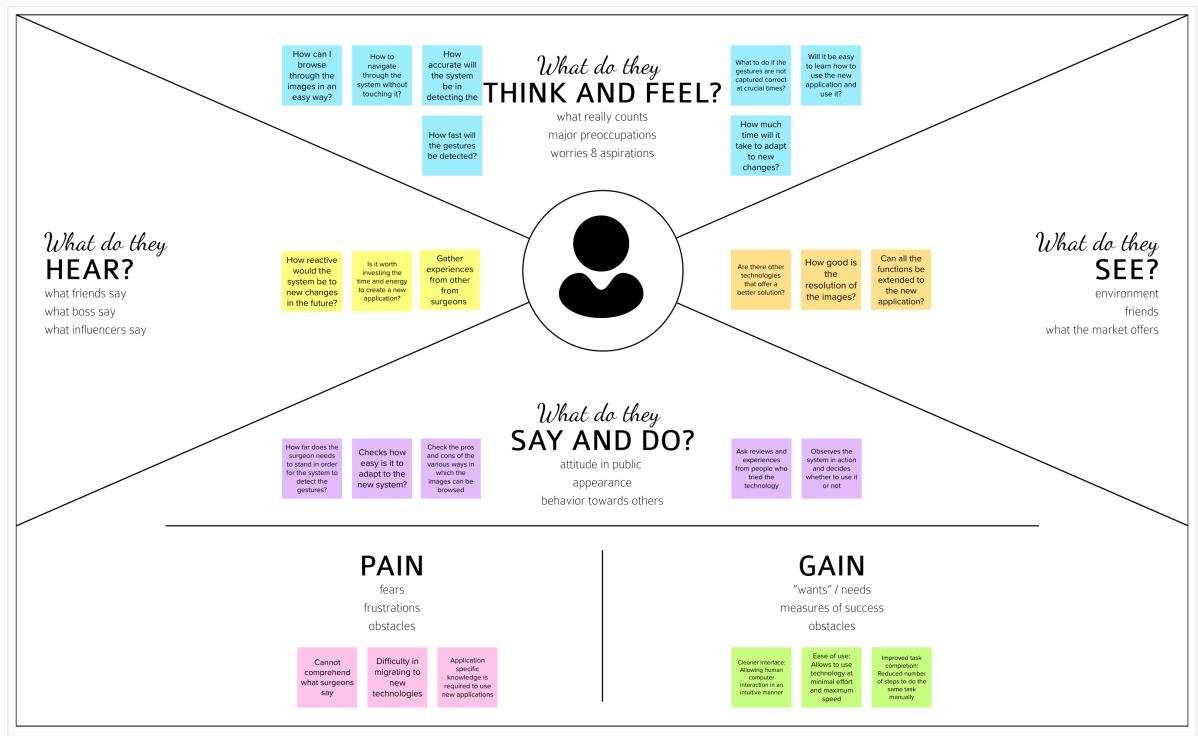 How can I
browse
through the
images in an
easy way?
How to
navigate
through the
system without
touching it?
How
accurate will
the system
be in
detecting the
How fast will
the gestures
be detected?
What do they
THINK AND FEEL?
what really counts
major preoccupations
worries & aspirations
What to do if the
gestures are not
captured correct
at crucial times?
Will it be easy
to learn how to
use the new
application and
use it?
How much
time will it
take to adapt
to new
changes?
What do they
HEAR?
what friends say
what boss say
what influencers say
How reactive
would the
system be to
new changes
in the future?
Is it worth
investing the
time and energy
to create a new
application?
Gather
experiences
from other
from
surgeons
Are there other
technologies
that offer a
better solution?
How good is
the
resolution of
the images?
Can all the
functions be
extended to
the new
application?
What do they
SEE?
environment
friends
what the market offers
How far does the
surgeon needs
to stand in order
for the system to
detect the
gestures?
Checks how
easy is it to
adapt to the
new system?
Check the pros
and cons of the
various ways in
which the
images can be
browsed
What do they
SAY AND DO?
attitude in public
appearance
behavior towards others
Ask reviews and
experiences
from people who
tried the
technology
Observes the
system in action
and decides
whether to use it
or not
PAIN
fears
frustrations
obstacles
Cannot
comprehend
what surgeons
say
Difficulty in
migrating to
new
technologies
Application
specific
knowledge is
required to use
new applications
GAIN
"wants" / needs
measures of success
obstacles
Cleaner Interface:
Allowing human
computer
interaction in an
intuitive manner
Ease of use:
Allows to use
technology at
minimal effort
and maximum
speed
Improved task
completion:
Reduced number
of steps to do the
same task
manually